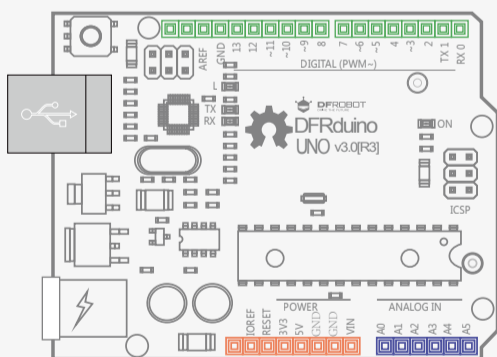 AREF
GND
13
12
~11
~10
~9
8
7
~6
~5
4
~3
2
TX 1
RX 0
DIGITAL (PWM~)
L
TX
RX
DFROBOT
DFRduino
UNO v3.0[R3]
ON
ICSP
POWER
ANALOG IN
IOREF
RESET
3V3
5V
GND
GND
VIN
A0
A1
A2
A3
A4
A5